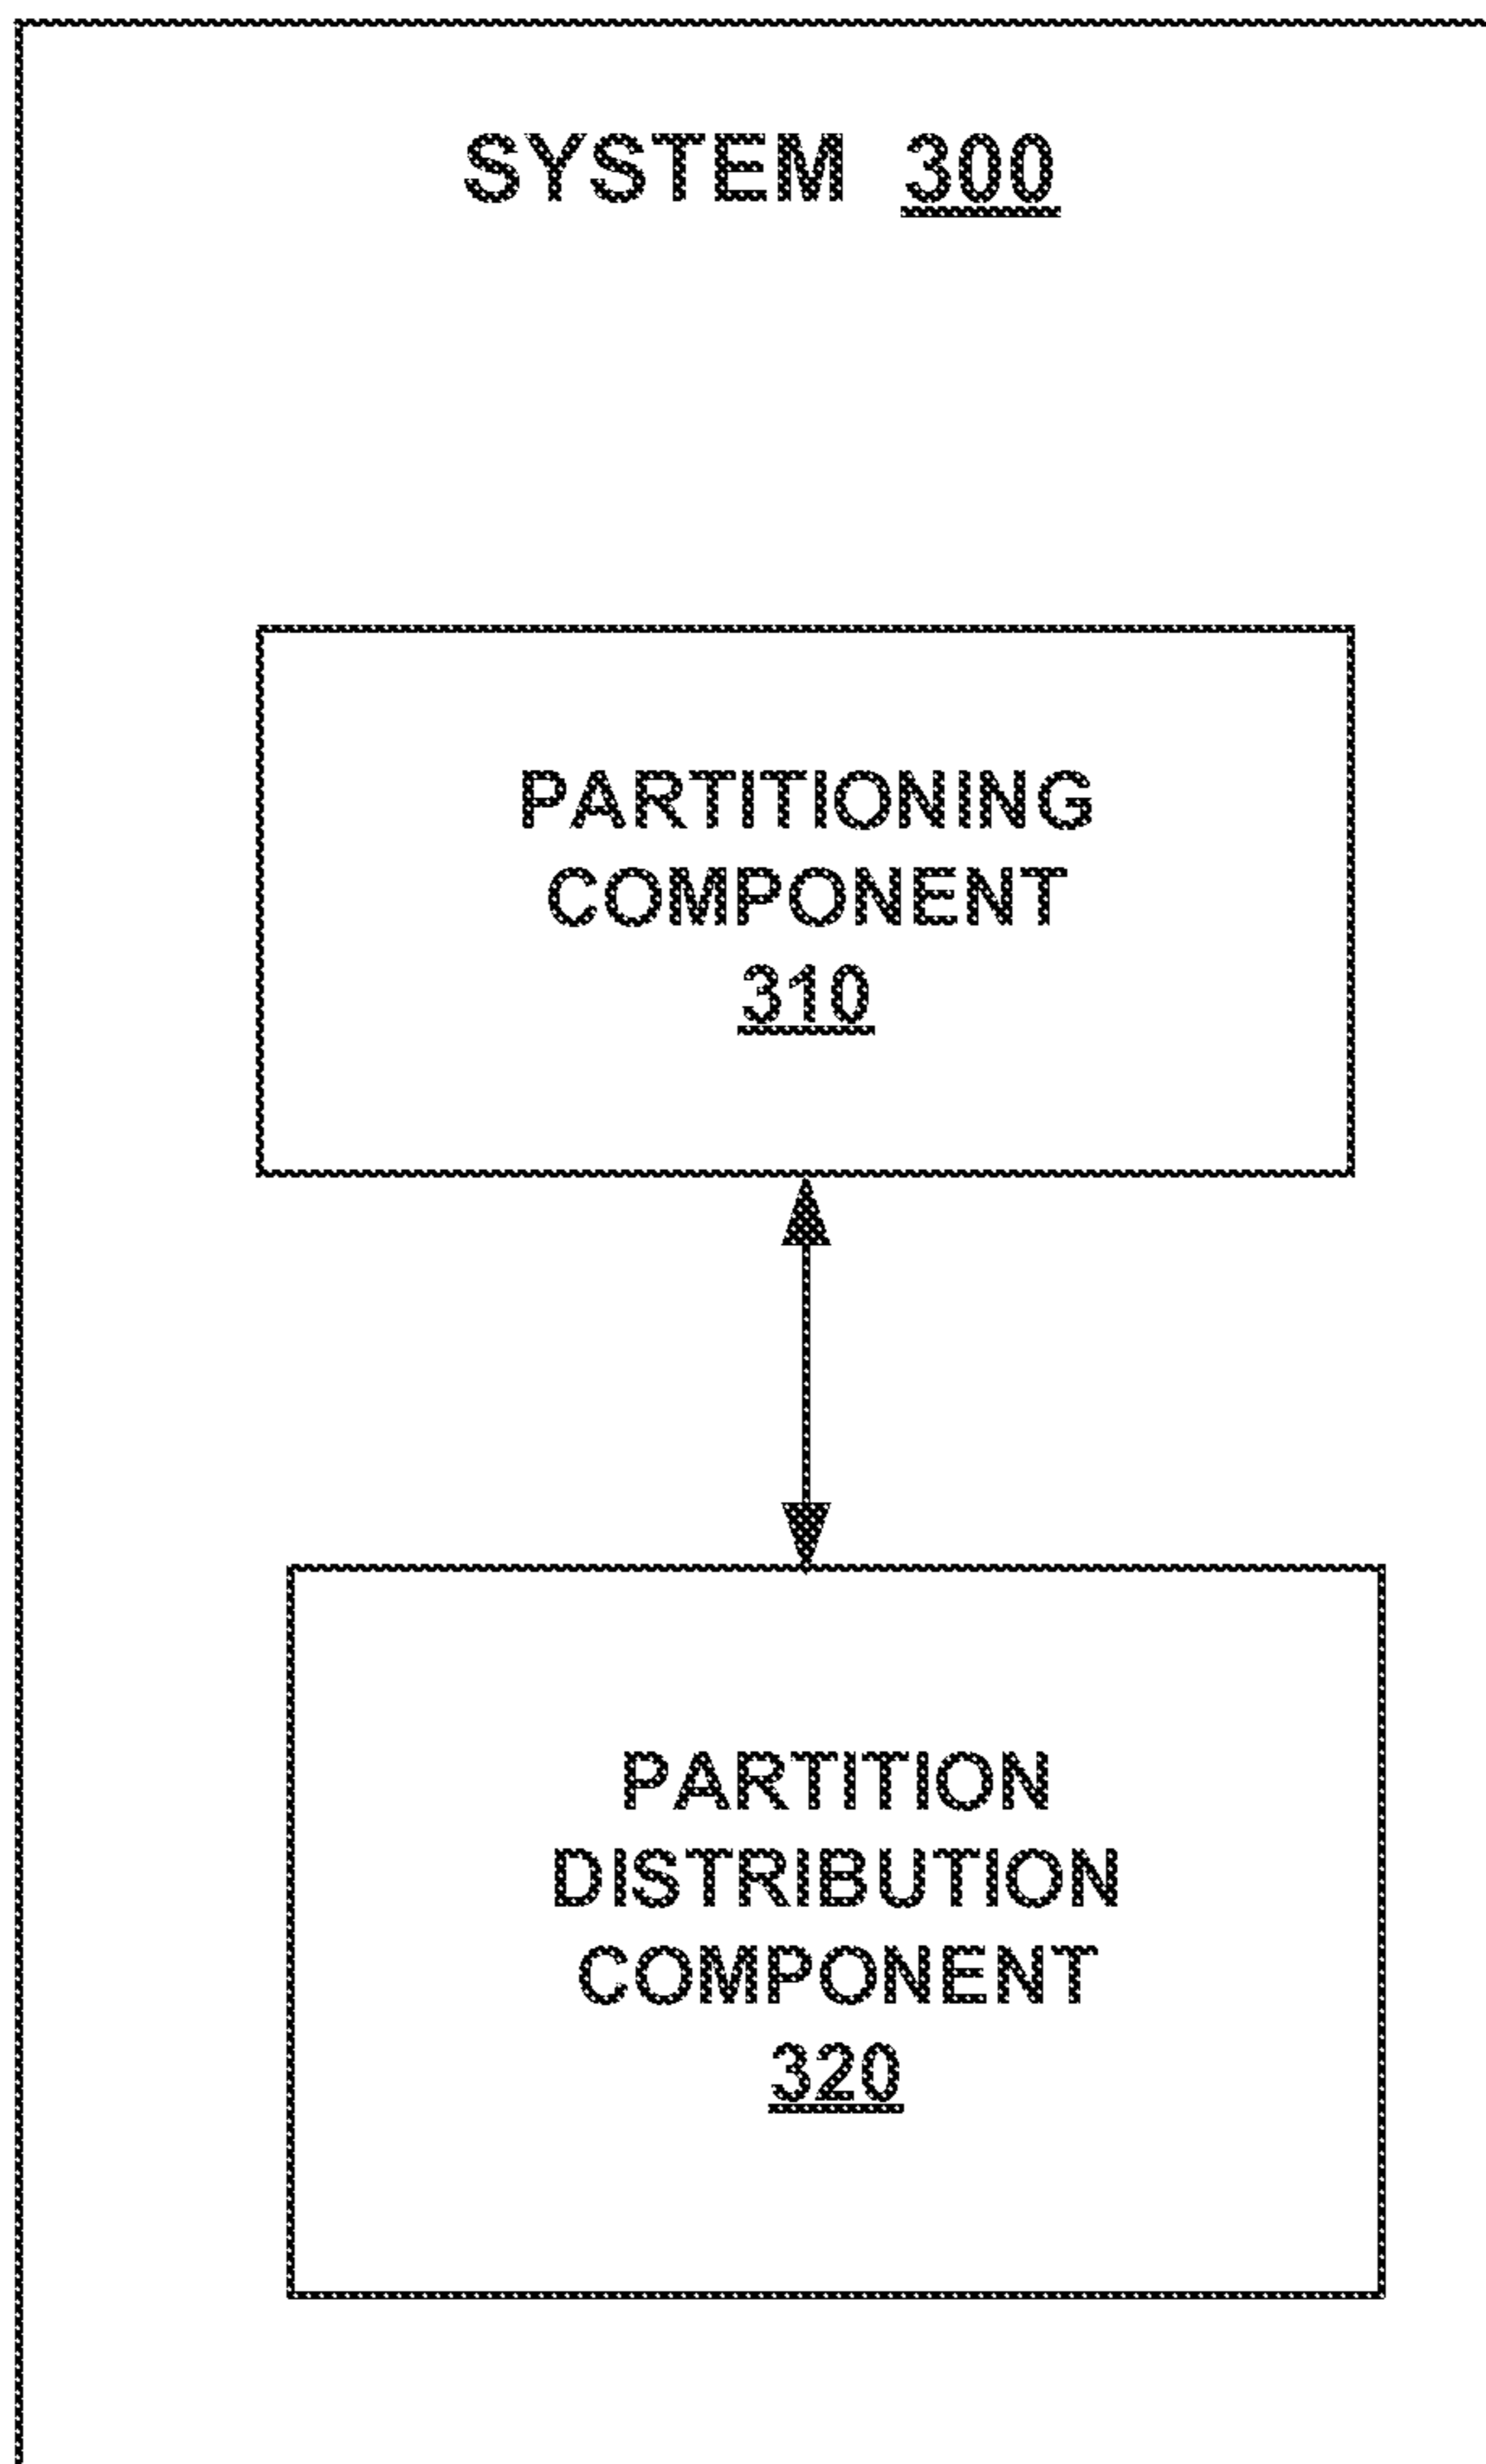 SYSTEM 300
PARTITIONING
COMPONENT
310
PARTITION
DISTRIBUTION
COMPONENT
320